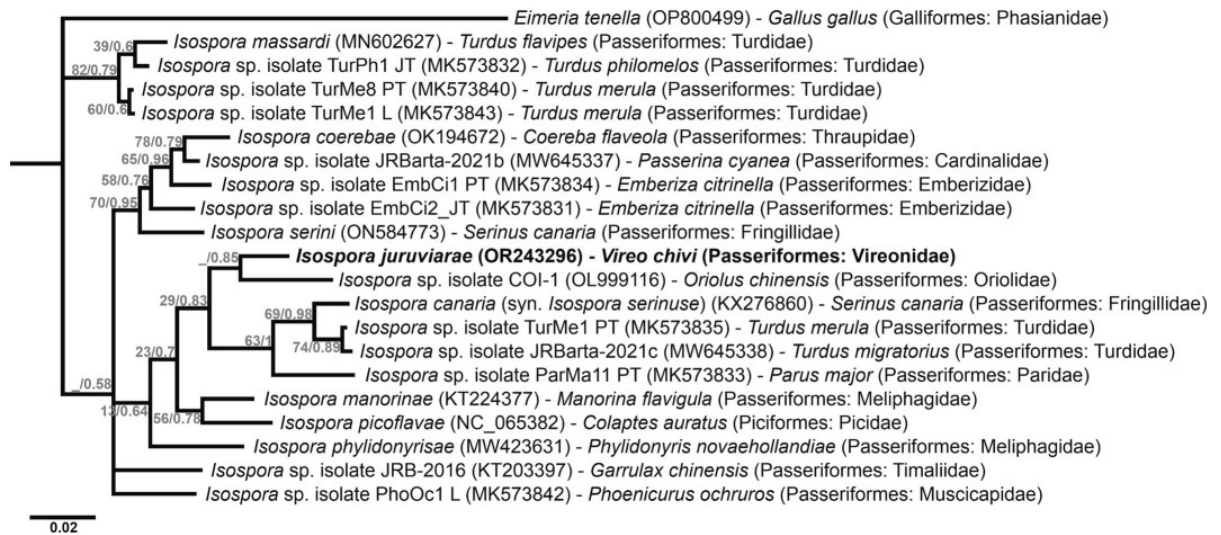 Eimeria tenella (OP800499) - Gallus gallus (Galliformes: Phasianidae)
39/0.6
Isospora massardi (MN602627) - Turdus flavipes (Passeriformes: Turdidae)
82/0.79
Isospora sp. isolate TurPh1 JT (MK573832) - Turdus philomelos (Passeriformes: Turdidae)
Isospora sp. isolate TurMe8 PT (MK573840) - Turdus merula (Passeriformes: Turdidae)
60/0.6
Isospora sp. isolate TurMe1 L (MK573843) - Turdus merula (Passeriformes: Turdidae)
78/0.79
Isospora coerebae (OK194672) - Coereba flaveola (Passeriformes: Thraupidae)
65/0.96
Isospora sp. isolate JRBarta-2021b (MW645337) - Passerina cyanea (Passeriformes: Cardinalidae)
58/0.76
Isospora sp. isolate EmbCi1 PT (MK573834) - Emberiza citrinella (Passeriformes: Emberizidae)
70/0.95
Isospora sp. isolate EmbCi2_JT (MK573831) - Emberiza citrinella (Passeriformes: Emberizidae)
Isospora serini (ON584773) - Serinus canaria (Passeriformes: Fringillidae)
_/0.85
Isospora juruviarae (OR243296) - Vireo chivi (Passeriformes: Vireonidae)
Isospora sp. isolate COI-1 (OL999116) - Oriolus chinensis (Passeriformes: Oriolidae)
29/0.83
Isospora canaria (syn. Isospora serinuse) (KX276860) - Serinus canaria (Passeriformes: Fringillidae)
69/0.98
Isospora sp. isolate TurMe1 PT (MK573835) - Turdus merula (Passeriformes: Turdidae)
63/1
74/0.89
Isospora sp. isolate JRBarta-2021c (MW645338) - Turdus migratorius (Passeriformes: Turdidae)
23/0.7
Isospora sp. isolate ParMa11 PT (MK573833) - Parus major (Passeriformes: Paridae)
_/0.58
Isospora manorinae (KT224377) - Manorina flavigula (Passeriformes: Meliphagidae)
13/0.64
56/0.78
Isospora picoflavae (NC_065382) - Colaptes auratus (Piciformes: Picidae)
Isospora phylidonyrisae (MW423631) - Phylidonyris novaehollandiae (Passeriformes: Meliphagidae)
Isospora sp. isolate JRB-2016 (KT203397) - Garrulax chinensis (Passeriformes: Timaliidae)
Isospora sp. isolate PhoOc1 L (MK573842) - Phoenicurus ochruros (Passeriformes: Muscicapidae)
0.02